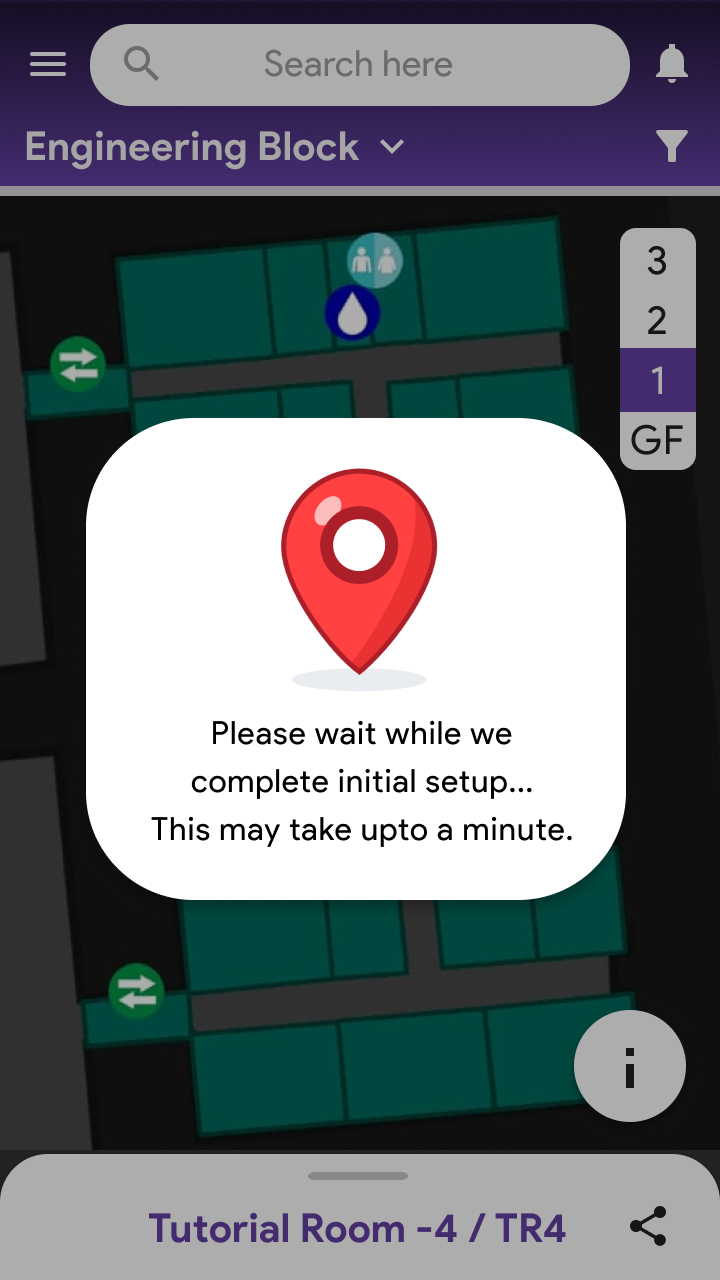 Search here
Engineering Block
3
2
1
GF
Please wait while we
complete initial setup...
This may take upto a minute.
i
Tutorial Room -4 / TR4